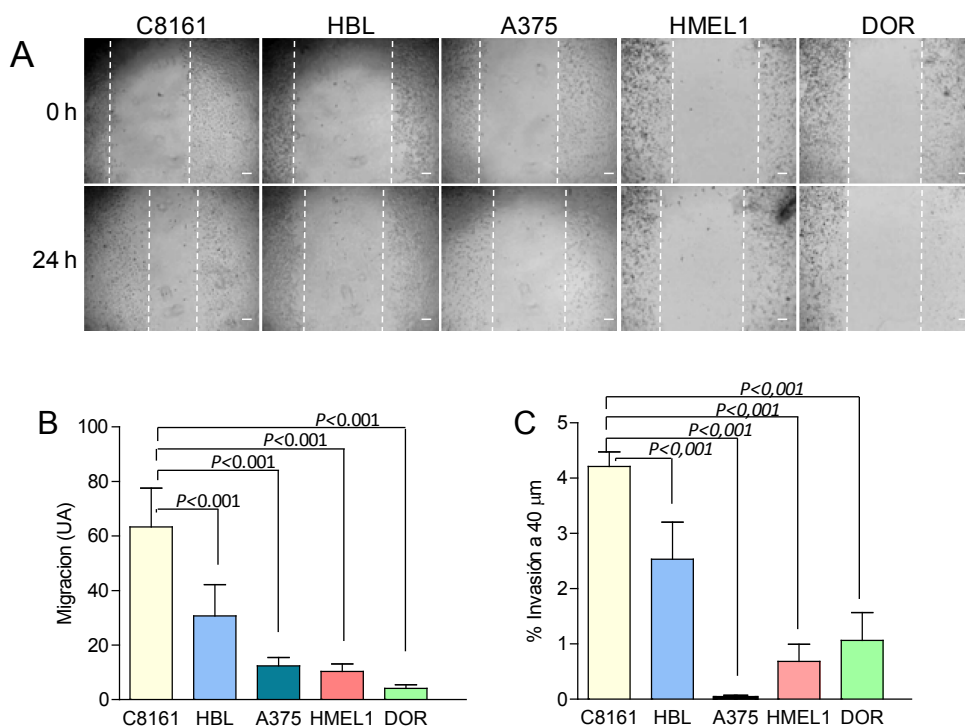 C8161 HBL A375 HMEL1 DOR
A
0 h
24 h
B
Migracion (UA)
100
80
60
40
20
0
P<0.001
P<0.001
P<0.001
P<0.001
C8161 HBL A375 HMEL1 DOR
C
% Invasión a 40 µm
5
4
3
2
1
0
P<0,001
P<0,001
P<0,001
P<0,001
C8161 HBL A375 HMEL1 DOR